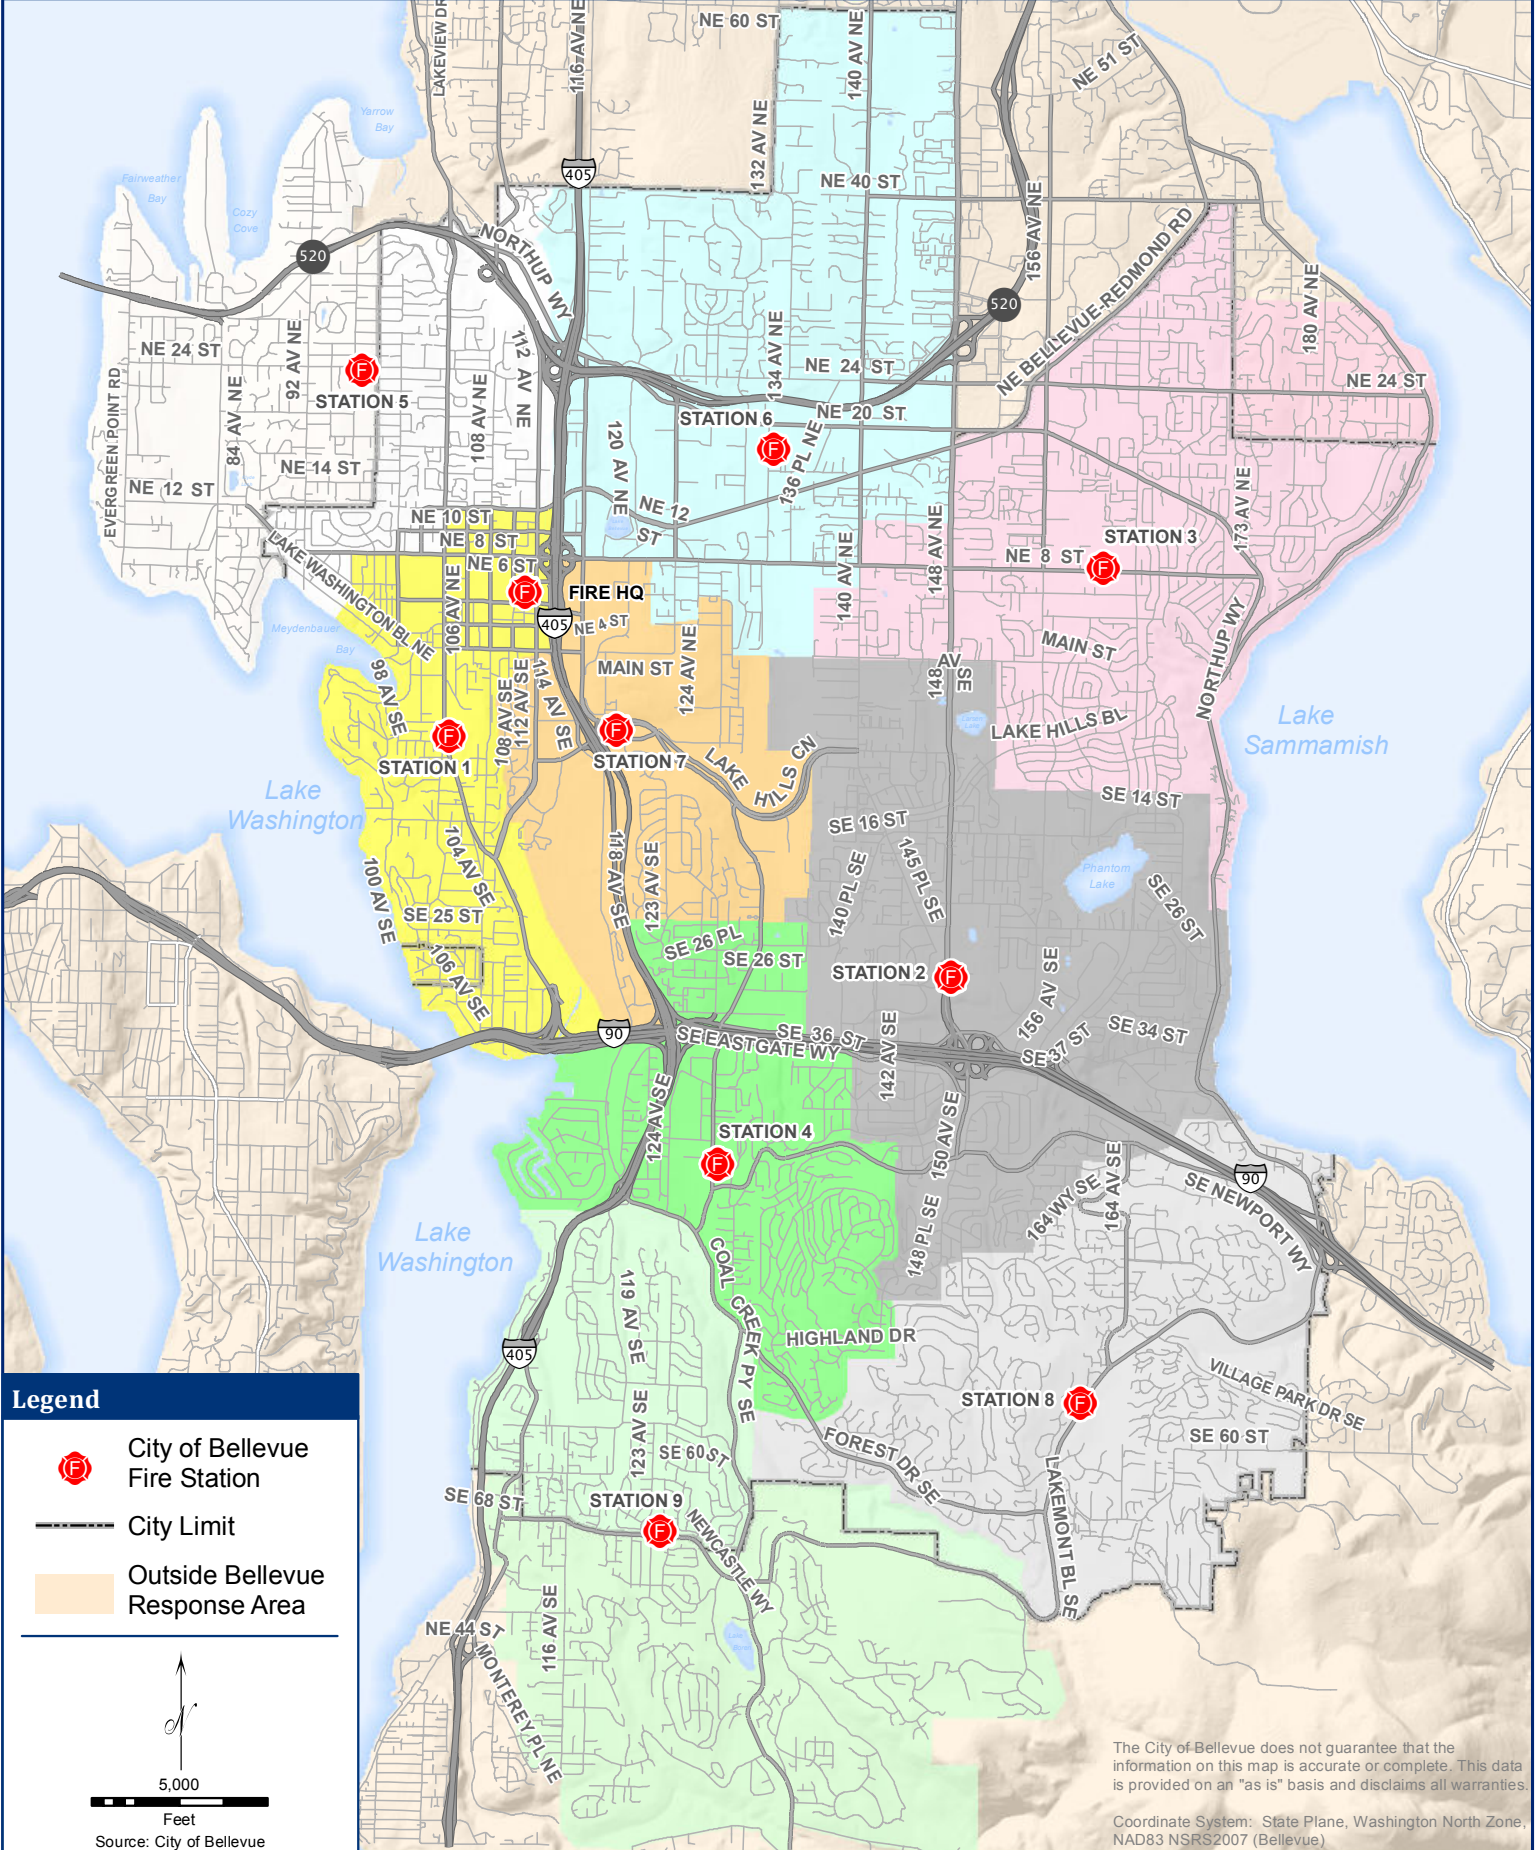 NE 60 ST
LAKEVIEW DR
116 AV NE
140 AV NE
NE 51 ST
Yarrow
Bay
132 AV NE
405
Fairweather
Bay
NE 40 ST
Cozy
Cove
NORTHUP WY
156 AV NE
NE BELLEVUE-REDMOND RD
520
520
180 AV NE
NE 24 ST
92 AV NE
112 AV NE
134 AV NE
NE 24 ST
NE 24 ST
EVERGREEN POINT RD
84 AV NE
STATION 5
108 AV NE
STATION 6
NE 20 ST
120 AV NE
136 PL NE
NE 14 ST
NE 12 ST
NE 12
ST
173 AV NE
NE 10 ST
NE 8 ST
NE 6 ST
LAKE WASHINGTON BL NE
140 AV NE
148 AV NE
STATION 3
NE 8 ST
106 AV NE
FIRE HQ
405
NE 4 ST
Meydenbauer
Bay
MAIN ST
124 AV NE
MAIN ST
NORTHUP WY
98 AV SE
108 AV SE
112 AV SE
114 AV SE
148 AV SE
Larsen
Lake
LAKE HILLS BL
Lake
Sammamish
STATION 1
STATION 7
LAKE
HILLS CN
SE 14 ST
Lake
Washington
SE 16 ST
104 AV SE
118 AV SE
123 AV SE
140 PL SE
145 PL SE
Phantom
Lake
SE 26 ST
100 AV SE
SE 25 ST
106 AV SE
SE 26 PL
SE 26 ST
STATION 2
156 AV SE
90
SE 36 ST
SE EASTGATE WY
142 AV SE
SE 37 ST
SE 34 ST
124 AV SE
STATION 4
150 AV SE
164 AV SE
164 WY SE
SE NEWPORT WY
90
Lake
Washington
148 PL SE
COAL CREEK PY SE
119 AV SE
405
HIGHLAND DR
VILLAGE PARK DR SE
STATION 8
123 AV SE
SE 60 ST
SE 60 ST
FOREST DR SE
LAKEMONT BL SE
SE 68 ST
STATION 9
NEWCASTLE WY
116 AV SE
NE 44 ST
MONTEREY PL NE
Legend
F City of Bellevue
Fire Station
City Limit
Outside Bellevue
Response Area
N
5,000
Feet
Source: City of Bellevue
The City of Bellevue does not guarantee that the
information on this map is accurate or complete. This data
is provided on an "as is" basis and disclaims all warranties.
Coordinate System: State Plane, Washington North Zone,
NAD83 NSRS2007 (Bellevue)